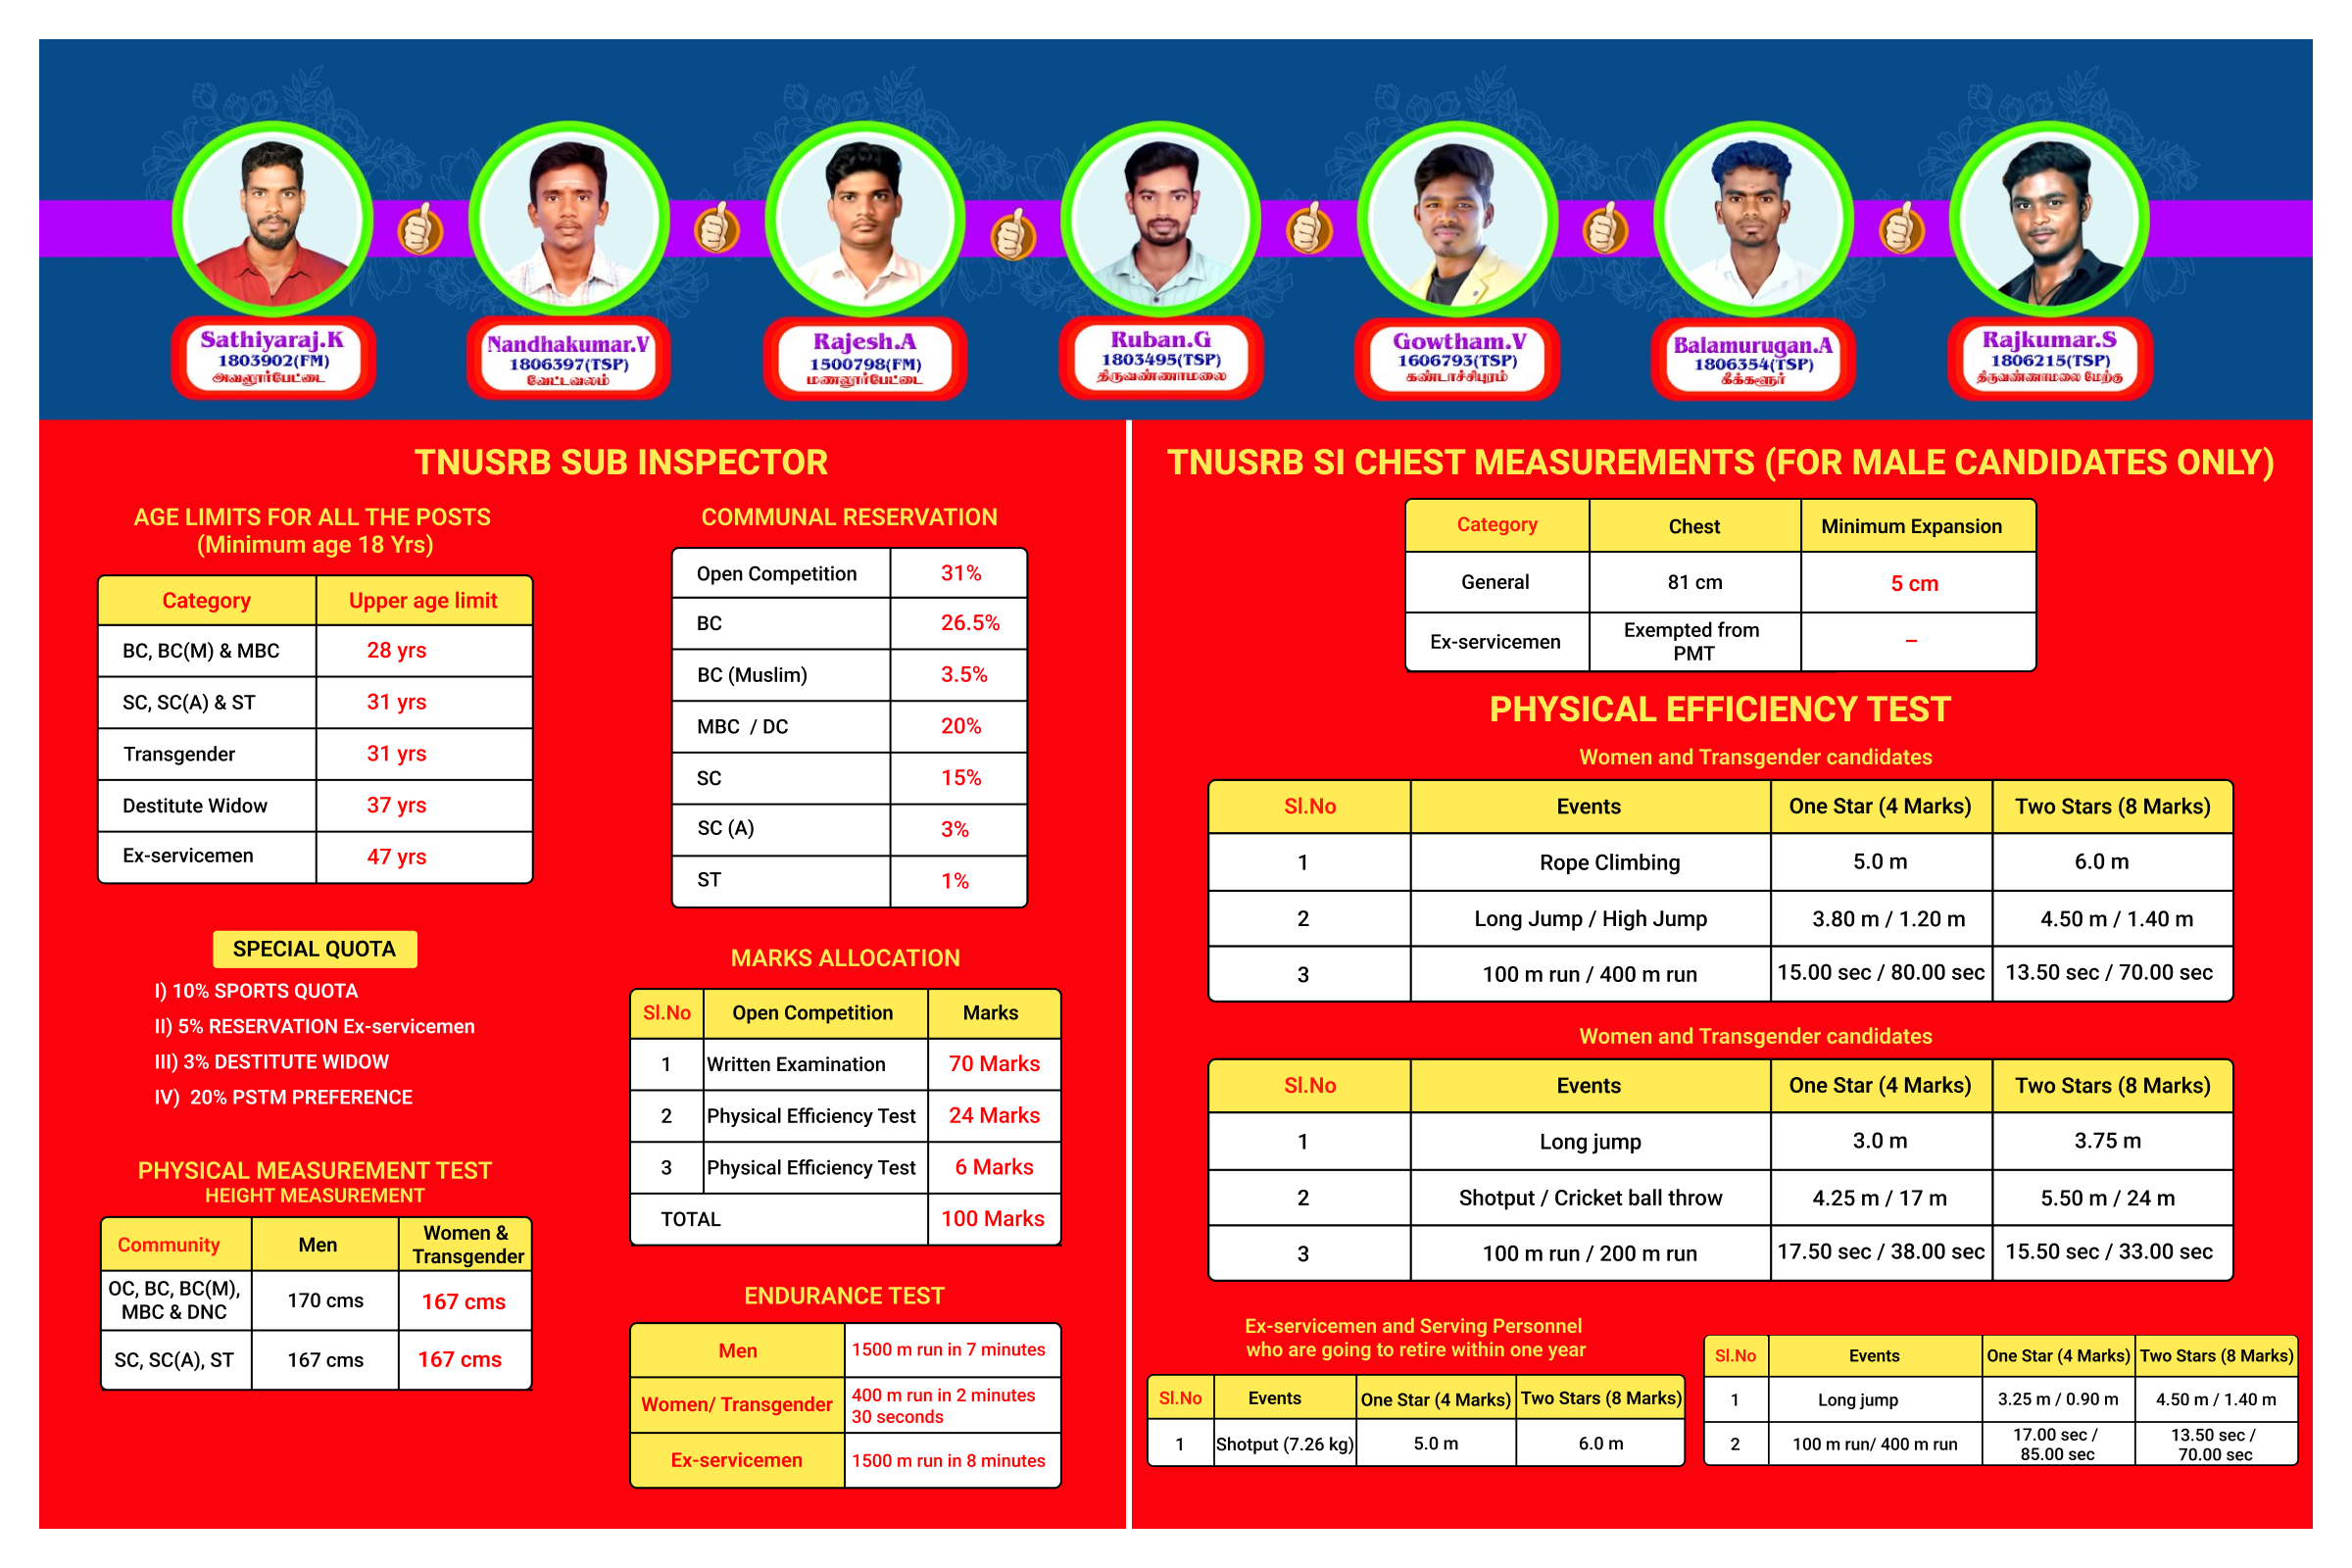 Sathiyaraj.K
1803902(FM)
அவலூர்பேட்டை
Nandhakumar.V
1806397(TSP)
வேட்டவலம்
Rajesh.A
1500798(FM)
மணலூர்பேட்டை
Ruban.G
1803495(TSP)
திருவண்ணாமலை
Gowtham.V
1606793(TSP)
கண்டாச்சிபுரம்
Balamurugan.A
1806354(TSP)
கீக்களூர்
Rajkumar.S
1806215(TSP)
திருவண்ணாமலை மேற்கு
TNUSRB SUB INSPECTOR
AGE LIMITS FOR ALL THE POSTS
(Minimum age 18 Yrs)
Category Upper age limit
BC, BC(M) & MBC 28 yrs
SC, SC(A) & ST 31 yrs
Transgender 31 yrs
Destitute Widow 37 yrs
Ex-servicemen 47 yrs
SPECIAL QUOTA
I) 10% SPORTS QUOTA
II) 5% RESERVATION Ex-servicemen
III) 3% DESTITUTE WIDOW
IV) 20% PSTM PREFERENCE
PHYSICAL MEASUREMENT TEST
HEIGHT MEASUREMENT
Community Men Women & Transgender
OC, BC, BC(M), MBC & DNC 170 cms 167 cms
SC, SC(A), ST 167 cms 167 cms
COMMUNAL RESERVATION
Open Competition 31%
BC 26.5%
BC (Muslim) 3.5%
MBC / DC 20%
SC 15%
SC (A) 3%
ST 1%
MARKS ALLOCATION
Sl.No Open Competition Marks
1 Written Examination 70 Marks
2 Physical Efficiency Test 24 Marks
3 Physical Efficiency Test 6 Marks
TOTAL 100 Marks
ENDURANCE TEST
Men 1500 m run in 7 minutes
Women/ Transgender 400 m run in 2 minutes 30 seconds
Ex-servicemen 1500 m run in 8 minutes
TNUSRB SI CHEST MEASUREMENTS (FOR MALE CANDIDATES ONLY)
Category Chest Minimum Expansion
General 81 cm 5 cm
Ex-servicemen Exempted from PMT –
PHYSICAL EFFICIENCY TEST
Women and Transgender candidates
Sl.No Events One Star (4 Marks) Two Stars (8 Marks)
1 Rope Climbing 5.0 m 6.0 m
2 Long Jump / High Jump 3.80 m / 1.20 m 4.50 m / 1.40 m
3 100 m run / 400 m run 15.00 sec / 80.00 sec 13.50 sec / 70.00 sec
Women and Transgender candidates
Sl.No Events One Star (4 Marks) Two Stars (8 Marks)
1 Long jump 3.0 m 3.75 m
2 Shotput / Cricket ball throw 4.25 m / 17 m 5.50 m / 24 m
3 100 m run / 200 m run 17.50 sec / 38.00 sec 15.50 sec / 33.00 sec
Ex-servicemen and Serving Personnel
who are going to retire within one year
Sl.No Events One Star (4 Marks) Two Stars (8 Marks)
1 Shotput (7.26 kg) 5.0 m 6.0 m
Sl.No Events One Star (4 Marks) Two Stars (8 Marks)
1 Long jump 3.25 m / 0.90 m 4.50 m / 1.40 m
2 100 m run/ 400 m run 17.00 sec / 85.00 sec 13.50 sec / 70.00 sec